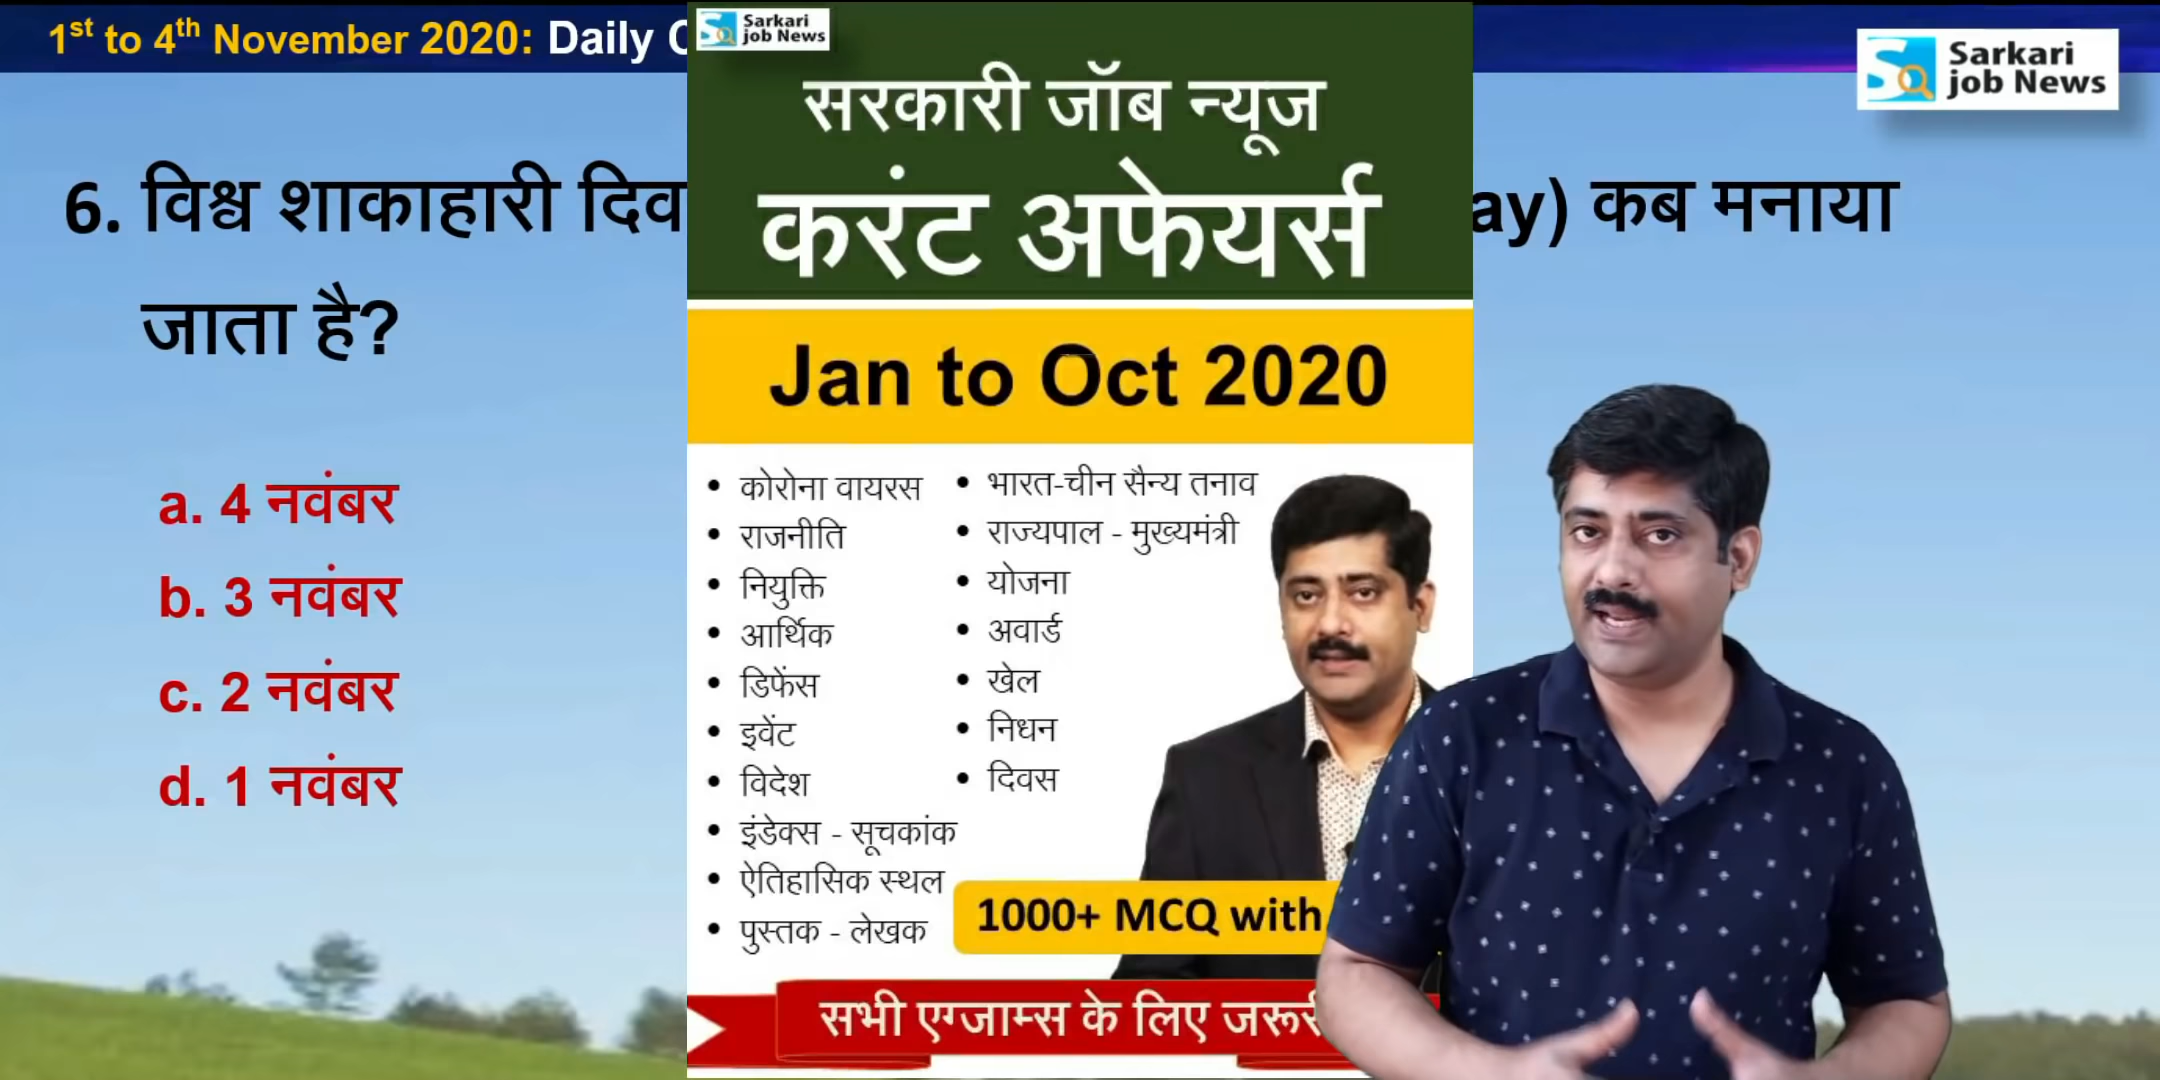 1st to 4th November 2020: Daily
Sarkari
job News
6. विश्व शाकाहारी
कब मनाया
जाता है?
a. 4 नवंबर
b. 3 नवंबर
c. 2 नवंबर
d. 1 नवंबर
Sarkari
job News
सरकारी जॉब न्यूज
करंट अफेयर्स
Jan to Oct 2020
• कोरोना वायरस
• राजनीति
• नियुक्ति
• आर्थिक
• डिफेंस
• इवेंट
• विदेश
• इंडेक्स - सूचकांक
• ऐतिहासिक स्थल
• पुस्तक - लेखक
• भारत-चीन सैन्य तनाव
• राज्यपाल - मुख्यमंत्री
• योजना
• अवार्ड
• खेल
• निधन
• दिवस
1000+ MCQ with
सभी एग्जाम्स के लिए